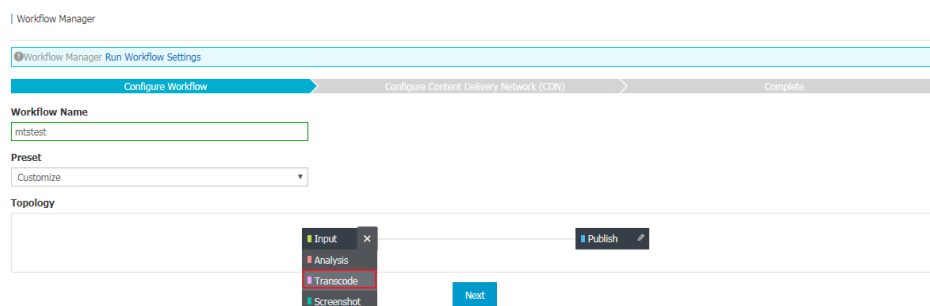 Workflow Manager
Workflow Manager Run Workflow Settings
Configure Workflow
Configure Content Delivery Network (CDN)
Complete
Workflow Name
mtstest
Preset
Customize
Topology
Input
Publish
Analysis
Transcode
Screenshot
Next